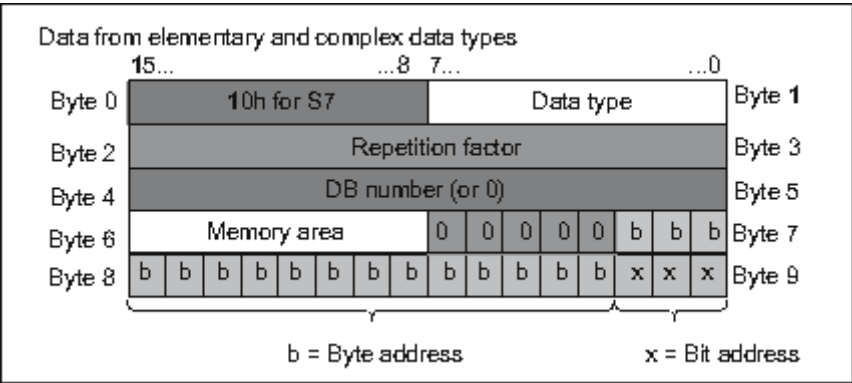 Data from elementary and complex data types
15... ...8 7... ...0
Byte 0 10h for S7 Data type Byte 1
Byte 2 Repetition factor Byte 3
Byte 4 DB number (or 0) Byte 5
Byte 6 Memory area 0 0 0 0 0 b b b Byte 7
Byte 8 b b b b b b b b b b b b b x x x Byte 9
b = Byte address x = Bit address